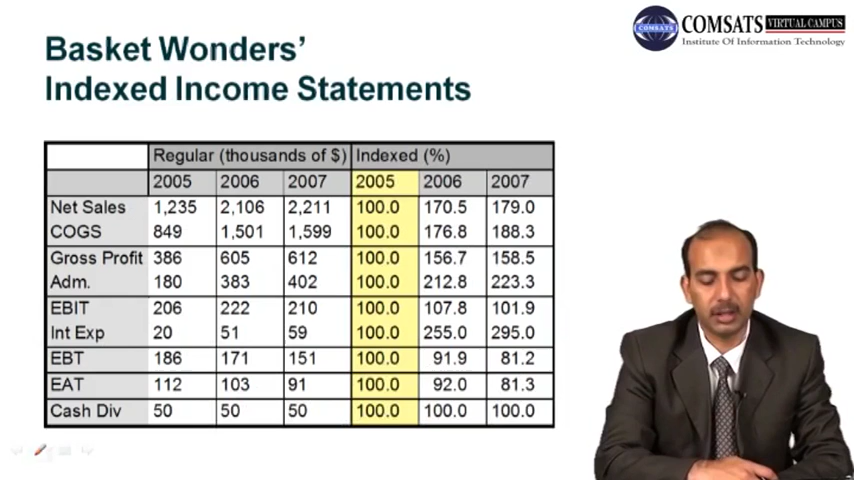 COMSATS VIRTUAL CAMPUS
COMSATS
Institute Of Information Technology
Basket Wonders’
Indexed Income Statements
Regular (thousands of $) Indexed (%)
2005 2006 2007 2005 2006 2007
Net Sales 1,235 2,106 2,211 100.0 170.5 179.0
COGS 849 1,501 1,599 100.0 176.8 188.3
Gross Profit 386 605 612 100.0 156.7 158.5
Adm. 180 383 402 100.0 212.8 223.3
EBIT 206 222 210 100.0 107.8 101.9
Int Exp 20 51 59 100.0 255.0 295.0
EBT 186 171 151 100.0 91.9 81.2
EAT 112 103 91 100.0 92.0 81.3
Cash Div 50 50 50 100.0 100.0 100.0